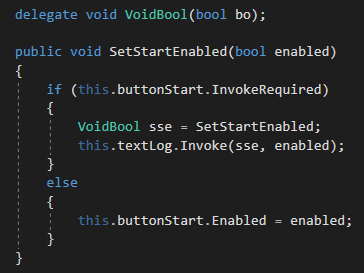 delegate void VoidBool(bool bo);
public void SetStartEnabled(bool enabled)
{
if (this.buttonStart.InvokeRequired)
{
VoidBool sse = SetStartEnabled;
this.textLog.Invoke(sse, enabled);
}
else
{
this.buttonStart.Enabled = enabled;
}
}